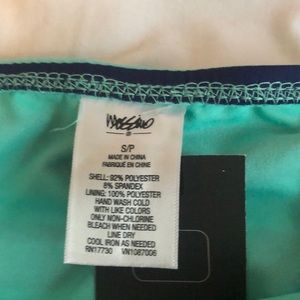 Mossimo
®
S/P
MADE IN CHINA
FABRIQUÉ EN CHINE
SHELL: 92% POLYESTER
8% SPANDEX
LINING: 100% POLYESTER
HAND WASH COLD
WITH LIKE COLORS
ONLY NON-CHLORINE
BLEACH WHEN NEEDED
LINE DRY
COOL IRON AS NEEDED
RN17730 VN1087006